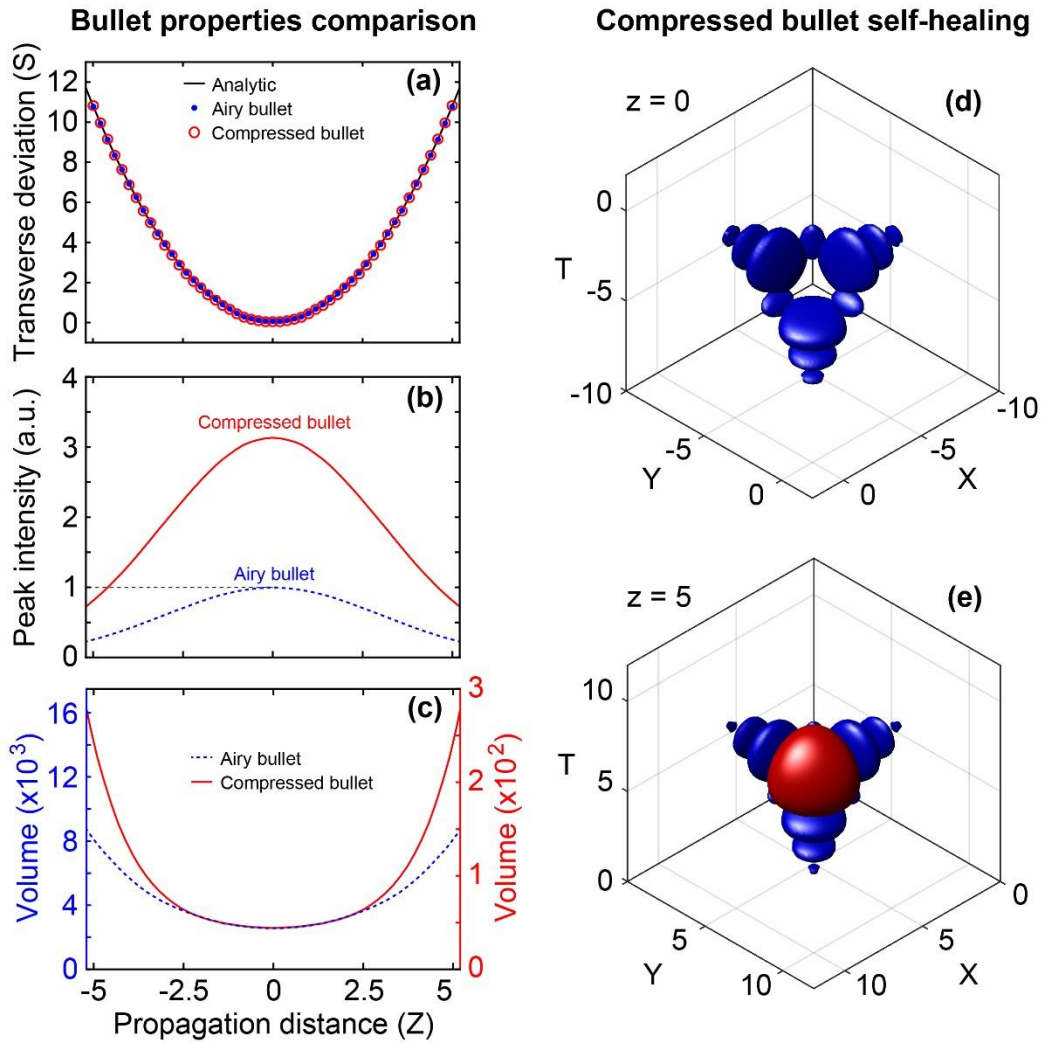 Bullet properties comparison
Compressed bullet self-healing
(a)
12
10
8
6
4
2
0
Transverse deviation (S)
Analytic
Airy bullet
Compressed bullet
(b)
4
3
2
1
0
Peak intensity (a.u.)
Compressed bullet
Airy bullet
(c)
16
12
8
4
0
Volume (x10³)
Airy bullet
Compressed bullet
3
2
1
0
Volume (x10²)
-5
-2.5
0
2.5
5
Propagation distance (Z)
z = 0
(d)
0
T
-5
-10
-5
Y
0
0
X
-5
-10
z = 5
(e)
10
T
5
0
5
Y
10
10
X
5
0